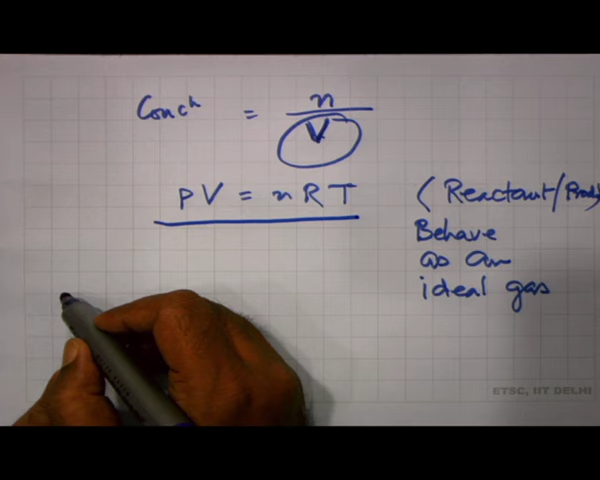 Concn = n/V
PV = nRT (Reactant/Prod)
Behave
as an
ideal gas
ETSC, IIT DELHI